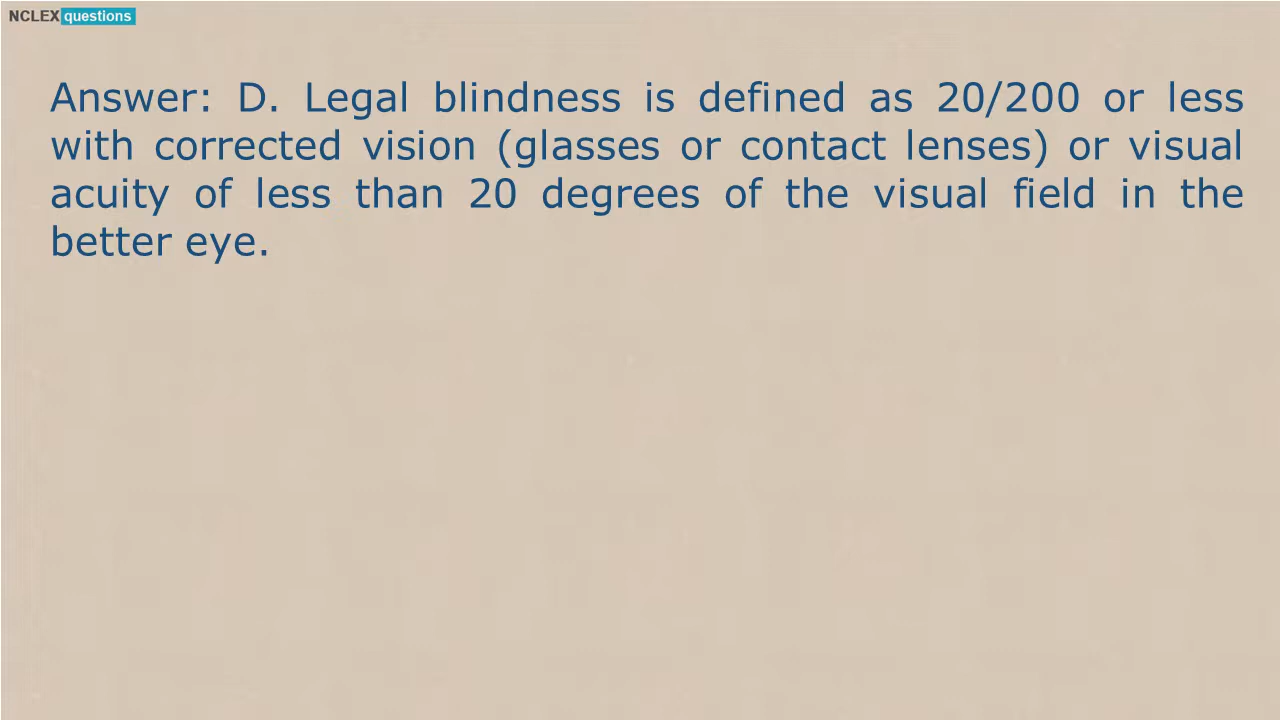 NCLEX questions
Answer: D. Legal blindness is defined as 20/200 or less
with corrected vision (glasses or contact lenses) or visual
acuity of less than 20 degrees of the visual field in the
better eye.